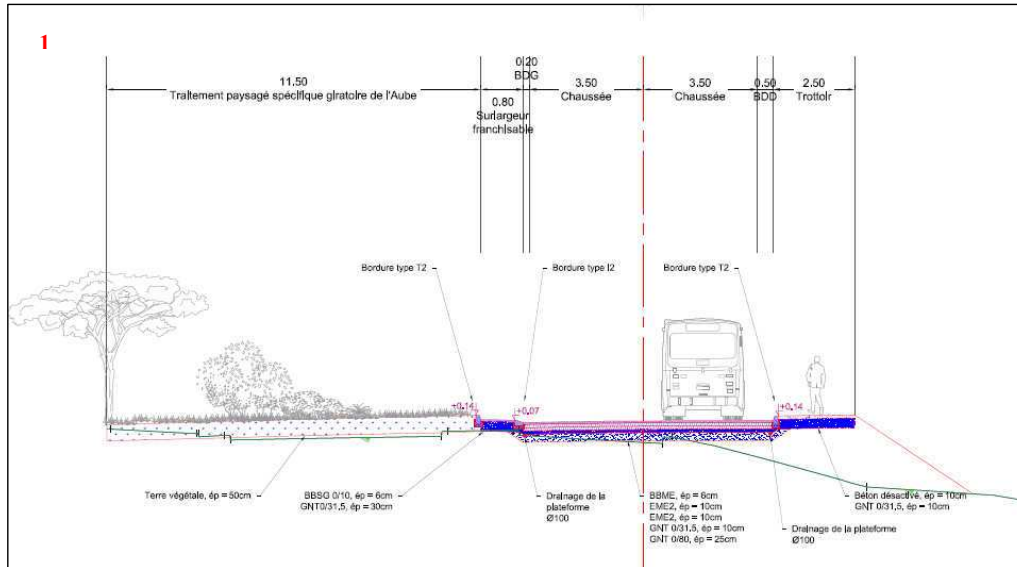 1
11.50
Traitement paysagé spécifique giratoire de l'Aube
0.80
Surlargeur
franchisable
0.20
BDG
3.50
Chaussée
3.50
Chaussée
0.50
BDD
2.50
Trottoir
Bordure type T2
Bordure type I2
Bordure type T2
+0.14
+0.07
+0.14
Terre végétale, ép = 50cm
BBSG 0/10, ép = 6cm
GNT0/31,5, ép = 30cm
Drainage de la
plateforme
Ø100
BBME, ép = 6cm
EME2, ép = 10cm
EME2, ép = 10cm
GNT 0/31.5, ép = 10cm
GNT 0/80, ép = 25cm
Béton désactivé, ép = 10cm
GNT 0/31,5, ép = 10cm
Drainage de la plateforme
Ø100